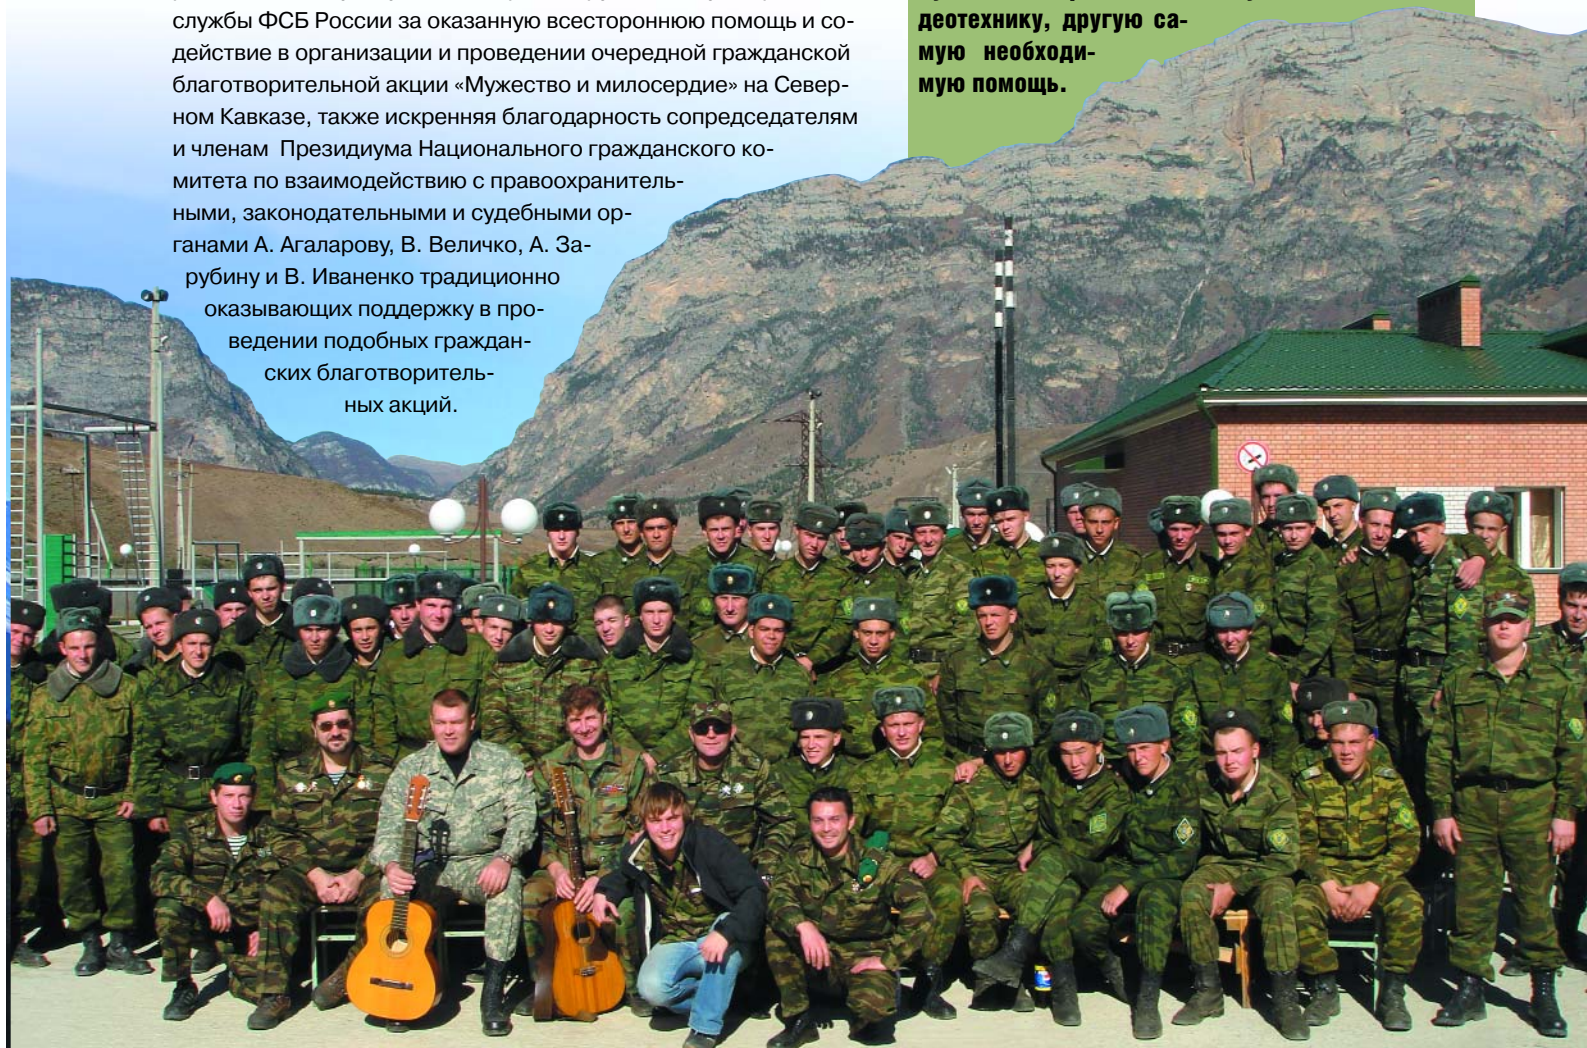 службы ФСБ России за оказанную всестороннюю помощь и со-
действие в организации и проведении очередной гражданской
благотворительной акции «Мужество и милосердие» на Север-
ном Кавказе, также искренняя благодарность сопредседателям
и членам Президиума Национального гражданского ко-
митета по взаимодействию с правоохранитель-
ными, законодательными и судебными ор-
ганами А. Агаларову, В. Величко, А. За-
рубину и В. Иваненко традиционно
оказывающих поддержку в про-
ведении подобных граждан-
ских благотворитель-
ных акций.
деотехнику, другую са-
мую необходи-
мую помощь.